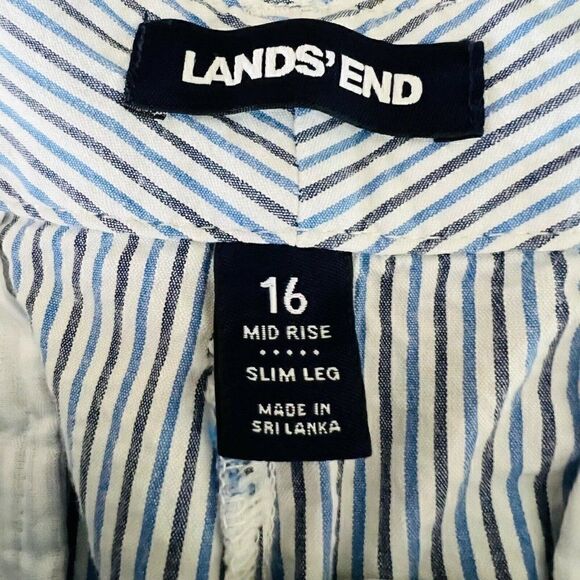 LANDS' END
16
MID RISE
SLIM LEG
MADE IN
SRI LANKA